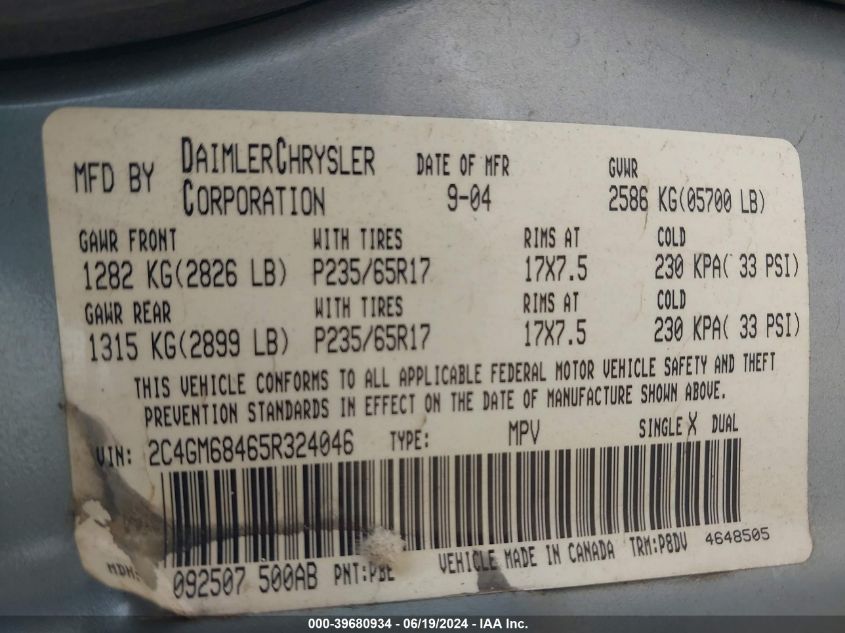 MFD BY DAIMLERCHRYSLER CORPORATION DATE OF MFR 9-04 GVWR 2586 KG(05700 LB)
GAWR FRONT WITH TIRES RIMS AT COLD
1282 KG(2826 LB) P235/65R17 17X7.5 230 KPA( 33 PSI)
GAWR REAR WITH TIRES RIMS AT COLD
1315 KG(2899 LB) P235/65R17 17X7.5 230 KPA( 33 PSI)
THIS VEHICLE CONFORMS TO ALL APPLICABLE FEDERAL MOTOR VEHICLE SAFETY AND THEFT
PREVENTION STANDARDS IN EFFECT ON THE DATE OF MANUFACTURE SHOWN ABOVE.
VIN: 2C4GM68465R324046 TYPE: MPV SINGLE X DUAL
MDH: 092507 500AB PNT:PBE VEHICLE MADE IN CANADA TRM:P8DV 4648505
000-39680934 - 06/19/2024 - IAA Inc.